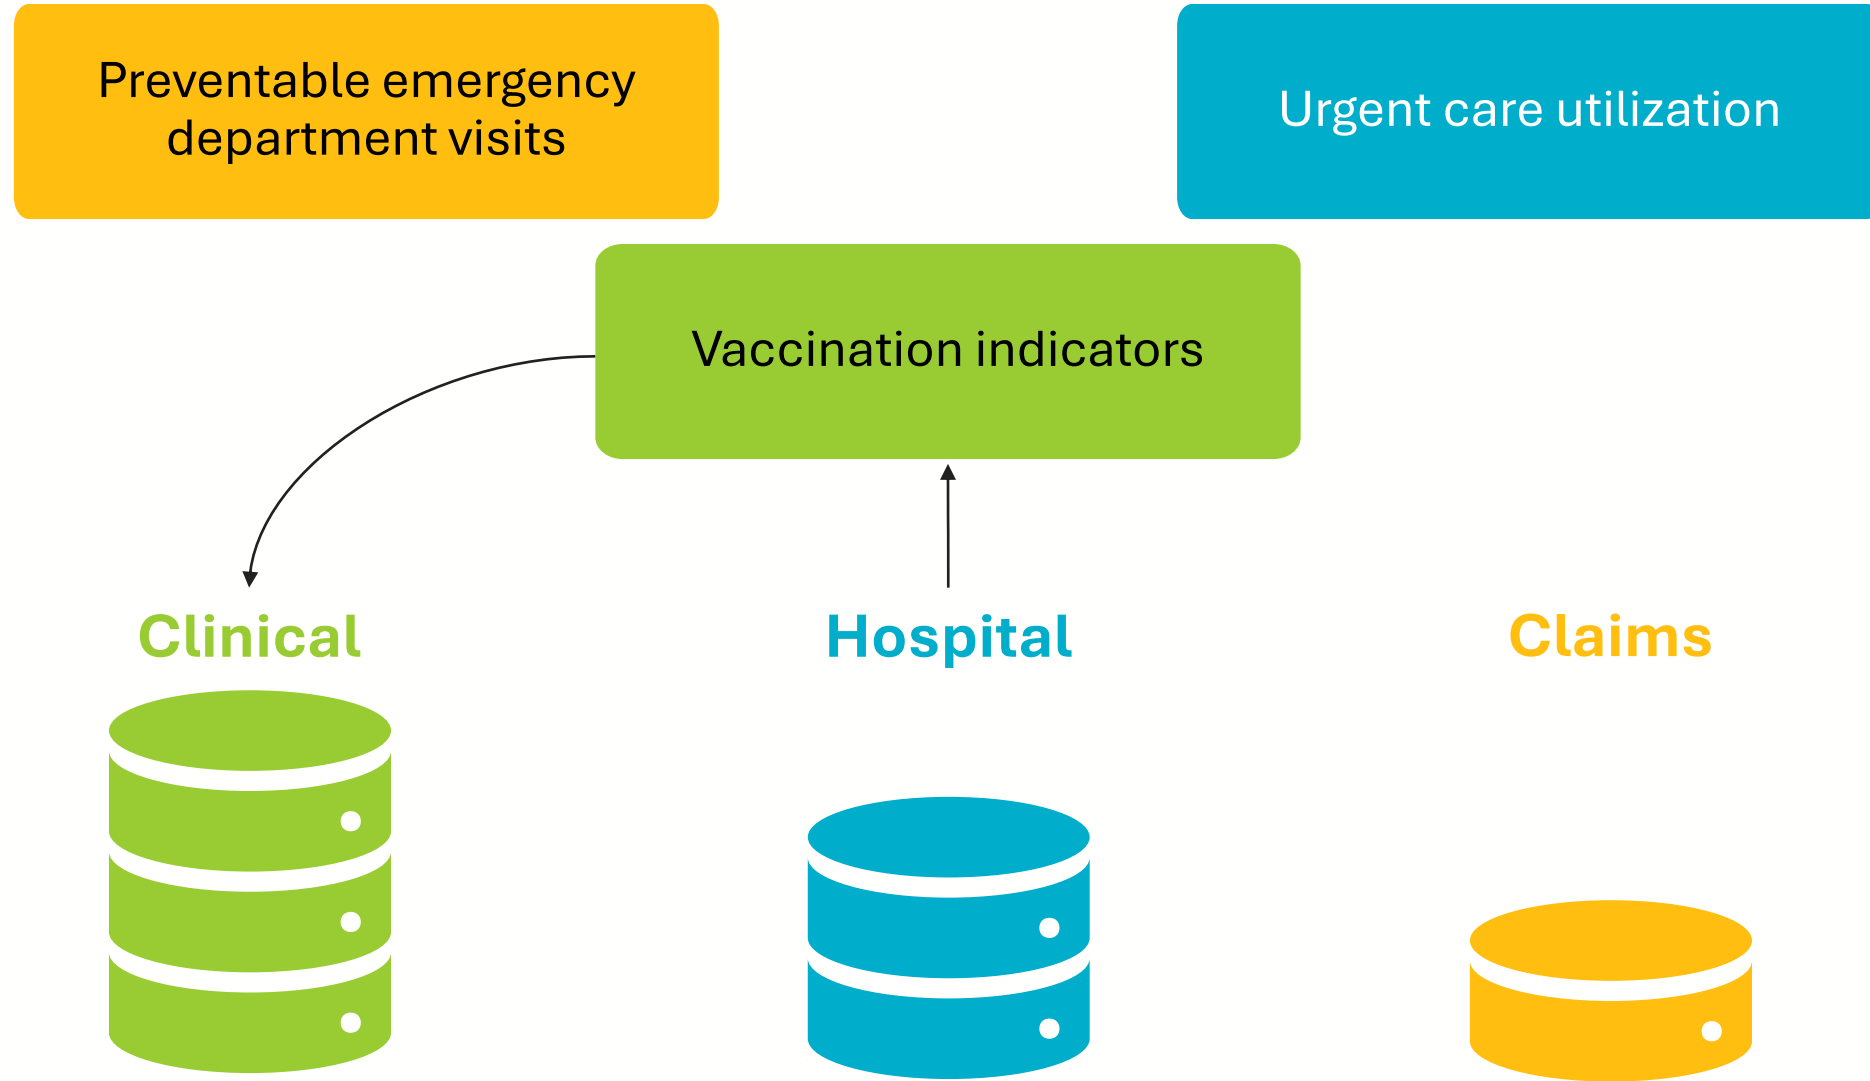 Preventable emergency
department visits
Urgent care utilization
Vaccination indicators
Clinical
Hospital
Claims